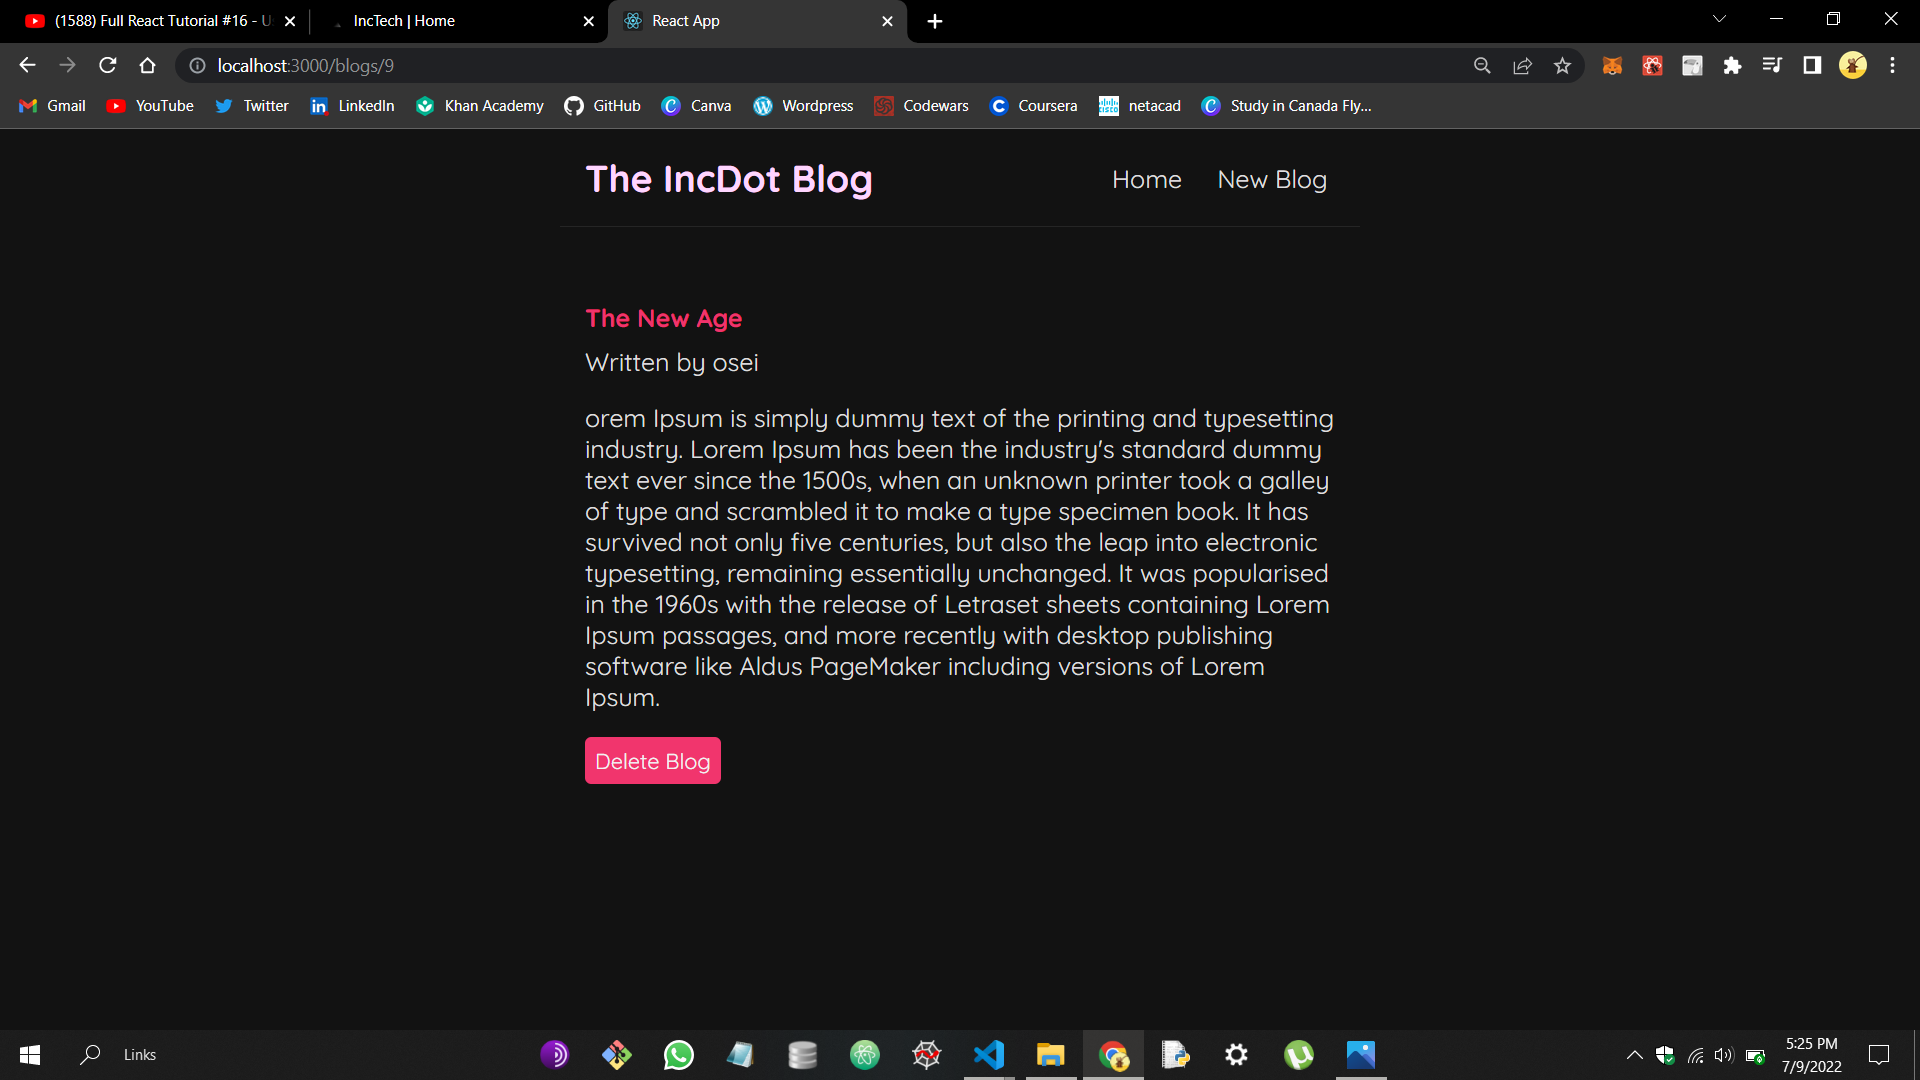 (1588) Full React Tutorial #16 - U
IncTech | Home
React App
localhost:3000/blogs/9
Gmail
YouTube
Twitter
LinkedIn
Khan Academy
GitHub
Canva
Wordpress
Codewars
Coursera
netacad
Study in Canada Fly...
The IncDot Blog
Home
New Blog
The New Age
Written by osei
orem Ipsum is simply dummy text of the printing and typesetting
industry. Lorem Ipsum has been the industry's standard dummy
text ever since the 1500s, when an unknown printer took a galley
of type and scrambled it to make a type specimen book. It has
survived not only five centuries, but also the leap into electronic
typesetting, remaining essentially unchanged. It was popularised
in the 1960s with the release of Letraset sheets containing Lorem
Ipsum passages, and more recently with desktop publishing
software like Aldus PageMaker including versions of Lorem
Ipsum.
Delete Blog
Links
5:25 PM
7/9/2022